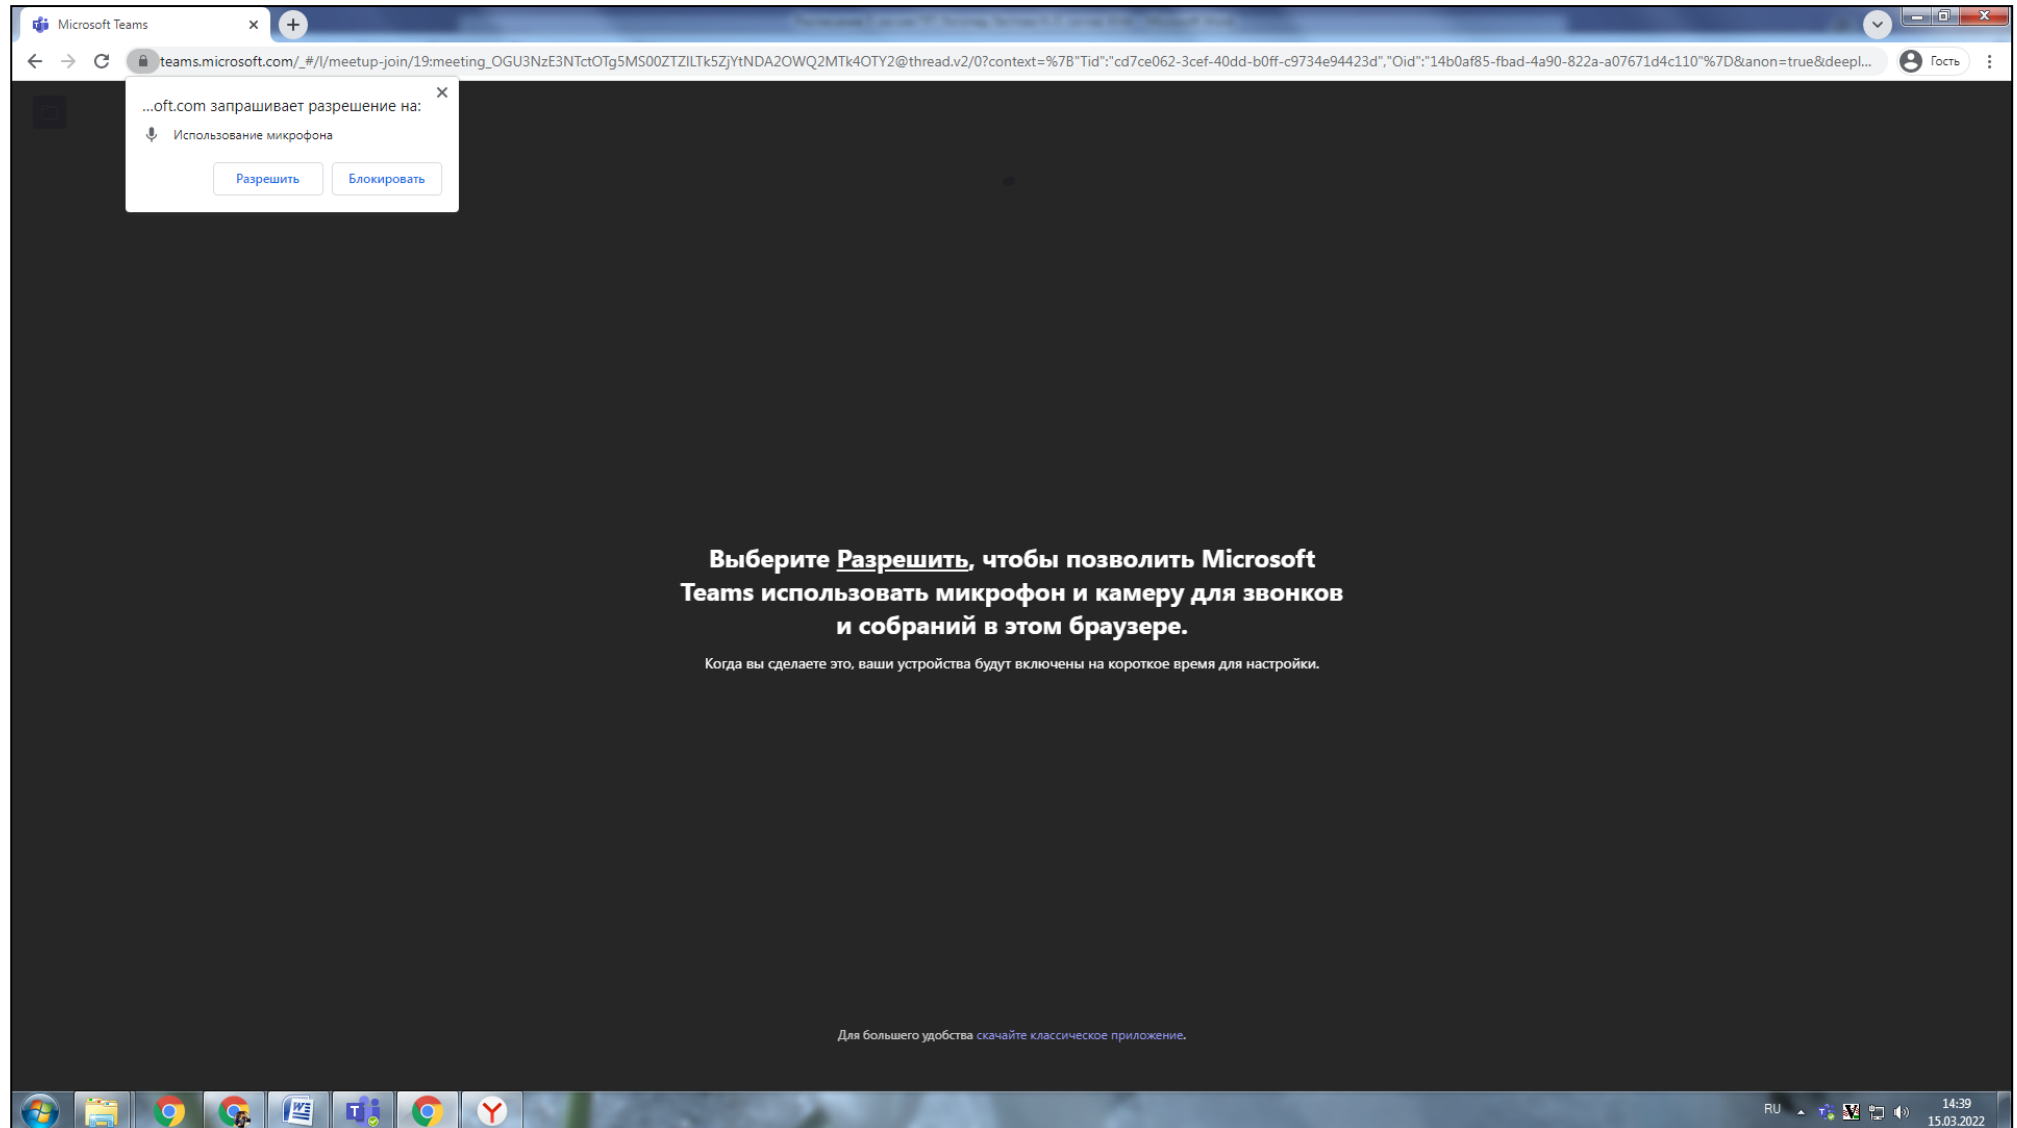 Microsoft Teams
teams.microsoft.com/_#/l/meetup-join/19:meeting_OGU3NzE3NTctOTg5MS00ZTZlLTk5ZjYtNDA2OWQ2MTk4OTY2@thread.v2/0?context=%7B"Tid":"cd7ce062-3cef-40dd-b0ff-c9734e94423d","Oid":"14b0af85-fbad-4a90-822a-a07671d4c110"%7D&anon=true&deepl...
Гость
...oft.com запрашивает разрешение на:
Использование микрофона
Разрешить
Блокировать
Выберите Разрешить, чтобы позволить Microsoft
Teams использовать микрофон и камеру для звонков
и собраний в этом браузере.
Когда вы сделаете это, ваши устройства будут включены на короткое время для настройки.
Для большего удобства скачайте классическое приложение.
RU
14:39
15.03.2022